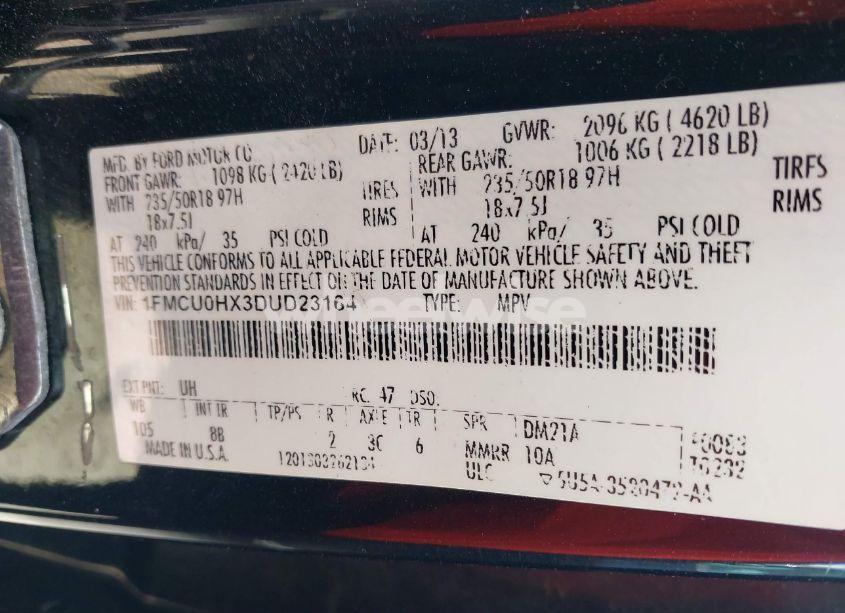 MFD. BY FORD MOTOR CO DATE: 03/13 GVWR: 2096 KG ( 4620 LB)
FRONT GAWR: 1098 KG ( 2420 LB) REAR GAWR: 1006 KG ( 2218 LB)
WITH 235/50R18 97H TIRES WITH 235/50R18 97H TIRES
18x7.5J RIMS 18x7.5J RIMS
AT 240 kPa/ 35 PSI COLD AT 240 kPa/ 35 PSI COLD
THIS VEHICLE CONFORMS TO ALL APPLICABLE FEDERAL MOTOR VEHICLE SAFETY AND THEFT
PREVENTION STANDARDS IN EFFECT ON THE DATE OF MANUFACTURE SHOWN ABOVE.
VIN: 1FMCU0HX3DUD23164 TYPE: MPV
EXT PNT: UH RC: 47 DSO:
WB INT TR TP/PS R AXLE TR SPR DM21A
105 8B 2 3C 6 MMRR 10A
MADE IN U.S.A. ULC